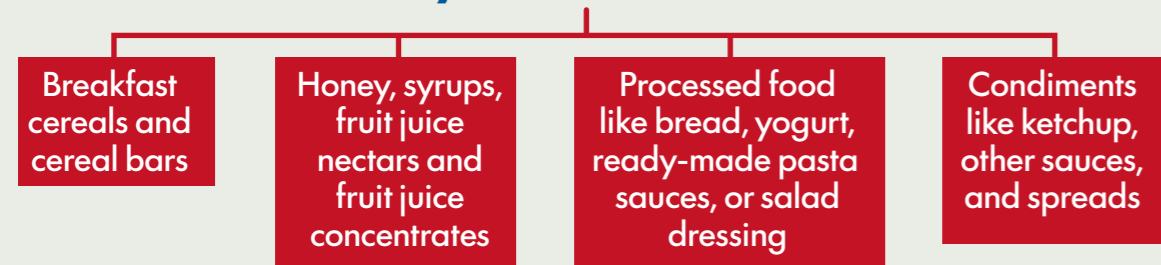 Breakfast
cereals and
cereal bars
Honey, syrups,
fruit juice
nectars and
fruit juice
concentrates
Processed food
like bread, yogurt,
ready-made pasta
sauces, or salad
dressing
Condiments
like ketchup,
other sauces,
and spreads